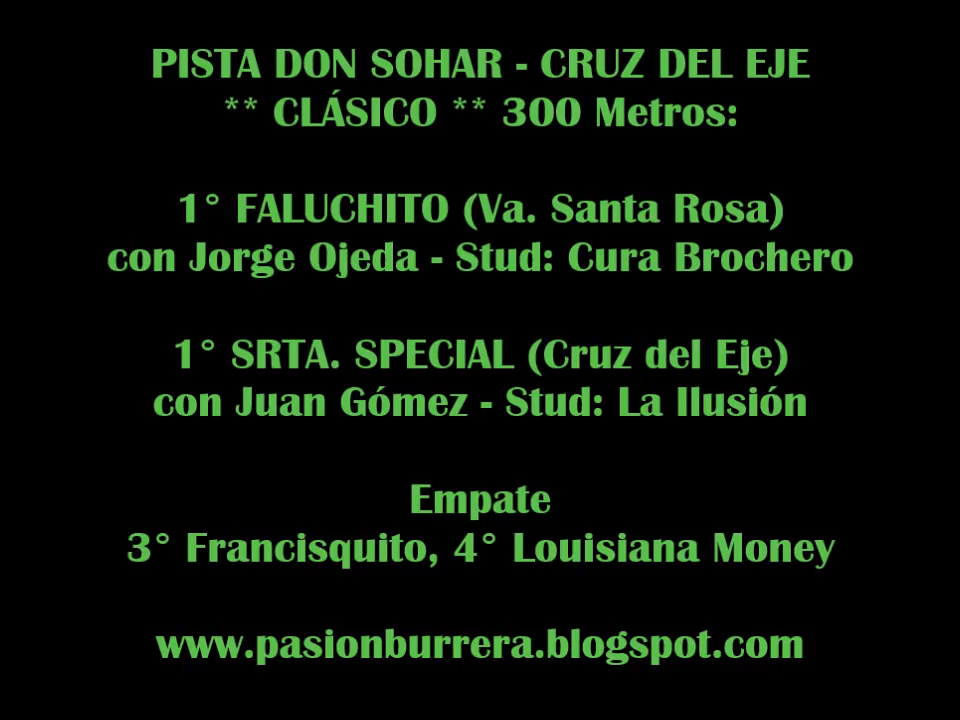 PISTA DON SOHAR - CRUZ DEL EJE
** CLÁSICO ** 300 Metros:
1° FALUCHITO (Va. Santa Rosa)
con Jorge Ojeda - Stud: Cura Brochero
1° SRTA. SPECIAL (Cruz del Eje)
con Juan Gómez - Stud: La Ilusión
Empate
3° Francisquito, 4° Louisiana Money
www.pasionburrera.blogspot.com